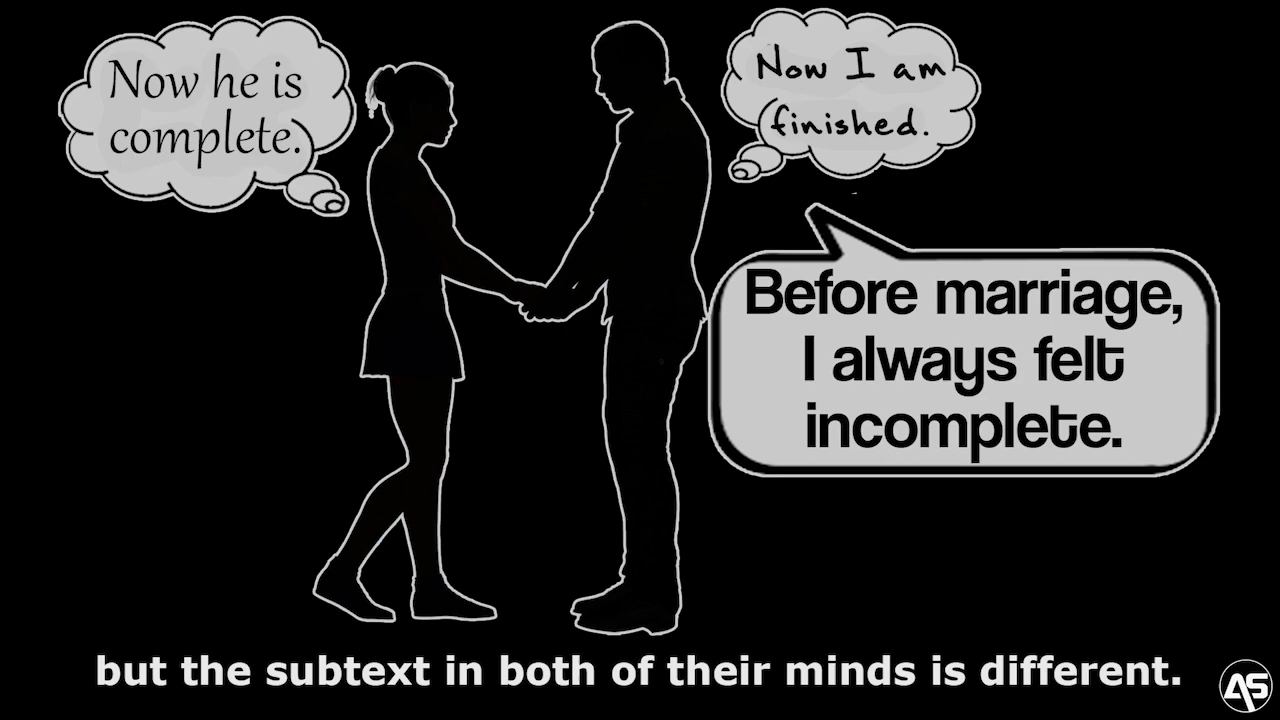 Now he is
complete.
Now I am
finished.
Before marriage,
I always felt
incomplete.
but the subtext in both of their minds is different.
AS